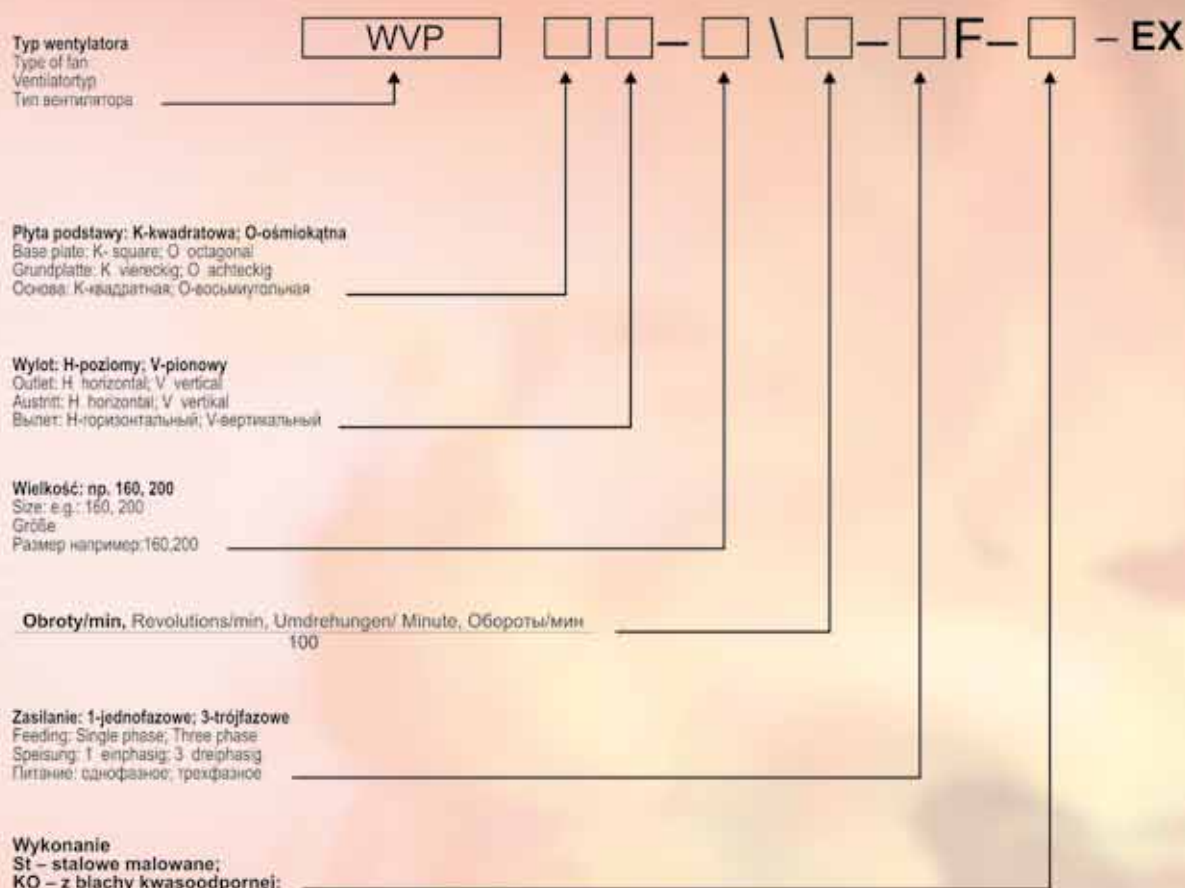 WVP – \ – F– – EX
Typ wentylatora
Type of fan
Ventilatortyp
Тип вентилятора
Płyta podstawy: K-kwadratowa; O-ośmiokątna
Base plate: K- square; O octagonal
Grundplatte: K viereckig; O achteckig
Основа: К-квадратная; О-восьмиугольная
Wylot: H-poziomy; V-pionowy
Outlet: H horizontal; V vertical
Austritt: H horizontal; V vertikal
Вылет: Н-горизонтальный; V-вертикальный
Wielkość: np. 160, 200
Size: e.g.: 160, 200
Größe
Размер например:160,200
Obroty/min, Revolutions/min, Umdrehungen/ Minute, Обороты/мин
100
Zasilanie: 1-jednofazowe; 3-trójfazowe
Feeding: Single phase; Three phase
Speisung: 1 einphasig; 3 dreiphasig
Питание: однофазное; трехфазное
Wykonanie
St – stalowe malowane;
KO – z blachy kwasoodpornej;